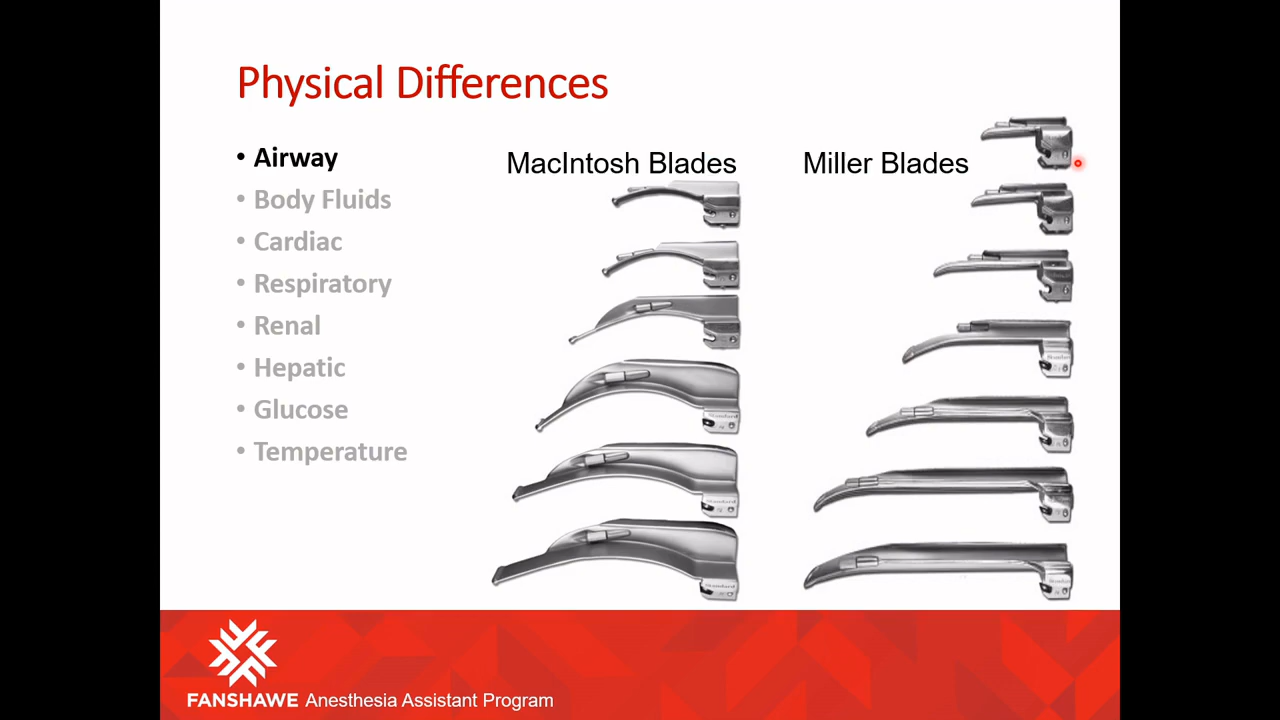 Physical Differences
• Airway
• Body Fluids
• Cardiac
• Respiratory
• Renal
• Hepatic
• Glucose
• Temperature
MacIntosh Blades
Miller Blades
FANSHAWE Anesthesia Assistant Program